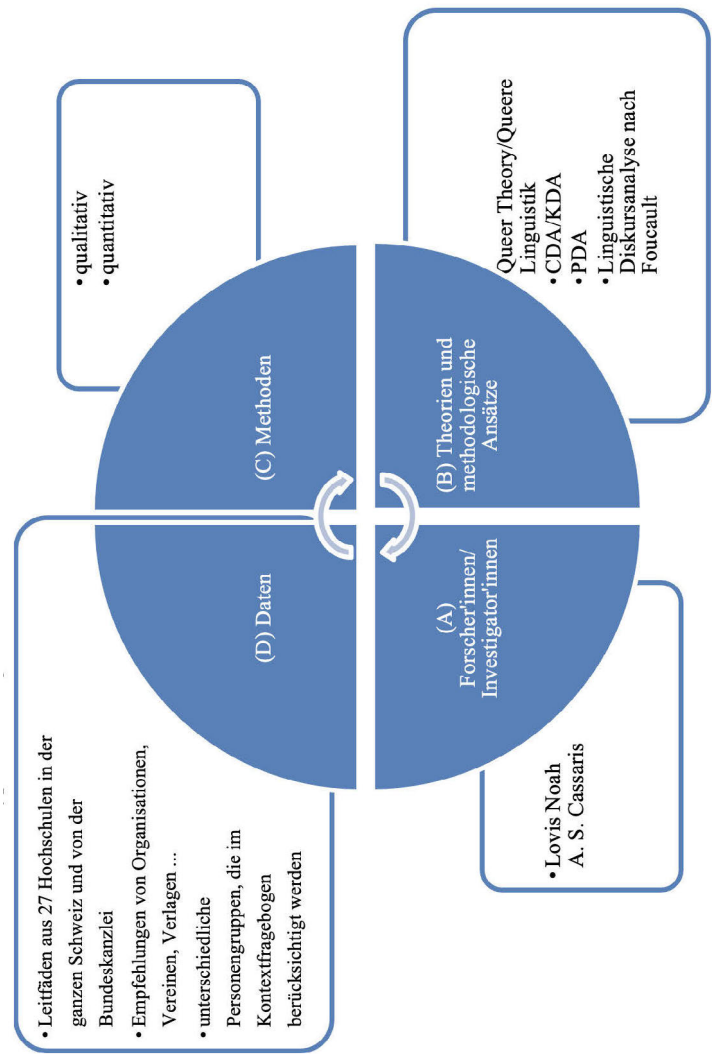 • Leitfäden aus 27 Hochschulen in der
ganzen Schweiz und von der
Bundeskanzlei
• Empfehlungen von Organisationen,
Vereinen, Verlagen ...
• unterschiedliche
Personengruppen, die im
Kontextfragebogen
berücksichtigt werden
(D) Daten
(C) Methoden
• qualitativ
• quantitativ
(A)
Forscher'innen/
Investigator'innen
• Lovis Noah
A. S. Cassaris
(B) Theorien und
methodologische
Ansätze
Queer Theory/Queere
Linguistik
• CDA/KDA
• PDA
• Linguistische
Diskursanalyse nach
Foucault